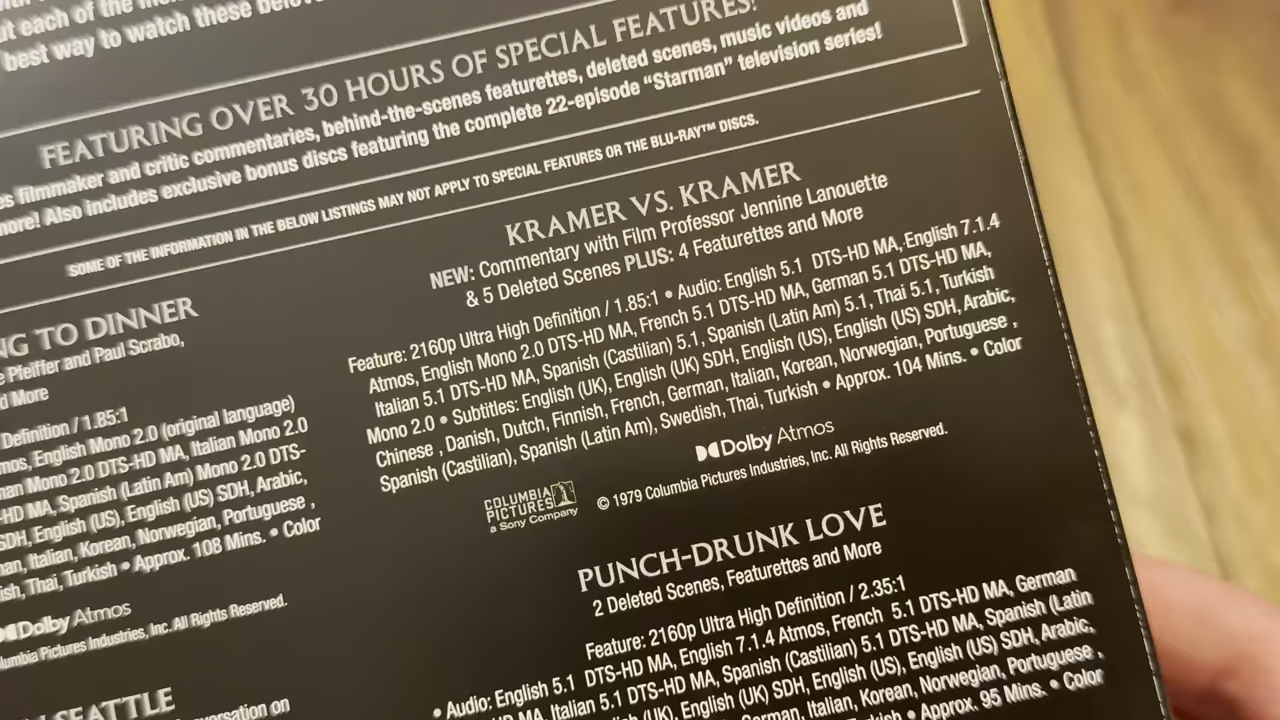 ut each of the
best way to watch these
FEATURING OVER 30 HOURS OF SPECIAL FEATURES!
filmmaker and critic commentaries, behind-the-scenes featurettes, deleted scenes, music videos and
more! Also includes exclusive bonus discs featuring the complete 22-episode “Starman” television series!
SOME OF THE INFORMATION IN THE BELOW LISTINGS MAY NOT APPLY TO SPECIAL FEATURES OR THE BLU-RAY™ DISCS.
NG TO DINNER
Pfeiffer and Paul Scrabo,
d More
Definition / 1.85:1
mos, English Mono 2.0 (original language)
man Mono 2.0 DTS-HD MA, Italian Mono 2.0
-HD MA, Spanish (Latin Am) Mono 2.0 DTS-
SDH, English (US), English (US) SDH, Arabic,
man, Italian, Korean, Norwegian, Portuguese ,
ish, Thai, Turkish • Approx. 108 Mins. • Color
Dolby Atmos
lumbia Pictures Industries, Inc. All Rights Reserved.
SEATTLE
versation on
KRAMER VS. KRAMER
NEW: Commentary with Film Professor Jennine Lanouette
& 5 Deleted Scenes PLUS: 4 Featurettes and More
Feature: 2160p Ultra High Definition / 1.85:1 • Audio: English 5.1 DTS-HD MA, English 7.1.4
Atmos, English Mono 2.0 DTS-HD MA, French 5.1 DTS-HD MA, German 5.1 DTS-HD MA,
Italian 5.1 DTS-HD MA, Spanish (Castilian) 5.1, Spanish (Latin Am) 5.1, Thai 5.1, Turkish
Mono 2.0 • Subtitles: English (UK), English (UK) SDH, English (US), English (US) SDH, Arabic,
Chinese , Danish, Dutch, Finnish, French, German, Italian, Korean, Norwegian, Portuguese ,
Spanish (Castilian), Spanish (Latin Am), Swedish, Thai, Turkish • Approx. 104 Mins. • Color
Dolby Atmos
COLUMBIA
PICTURES
a Sony Company
© 1979 Columbia Pictures Industries, Inc. All Rights Reserved.
PUNCH-DRUNK LOVE
2 Deleted Scenes, Featurettes and More
Feature: 2160p Ultra High Definition / 2.35:1
• Audio: English 5.1 DTS-HD MA, English 7.1.4 Atmos, French 5.1 DTS-HD MA, German
HD MA, Italian 5.1 DTS-HD MA, Spanish (Castilian) 5.1 DTS-HD MA, Spanish (Latin
(UK), English (UK) SDH, English (US), English (US) SDH, Arabic,
German, Italian, Korean, Norwegian, Portuguese ,
Turkish • Approx. 95 Mins. • Color